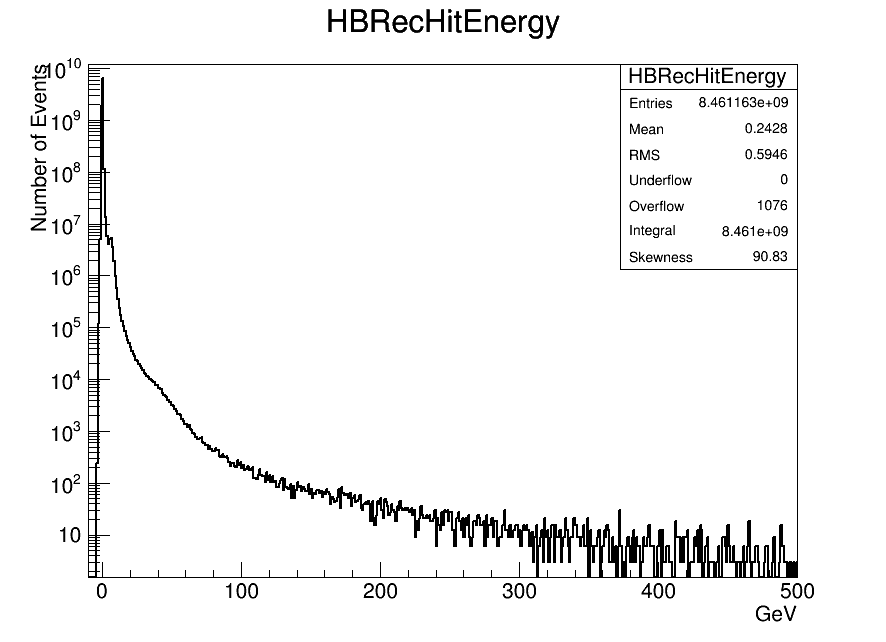 HBRecHitEnergy
Number of Events
HBRecHitEnergy
Entries 8.461163e+09
Mean 0.2428
RMS 0.5946
Underflow 0
Overflow 1076
Integral 8.461e+09
Skewness 90.83
10^10
10^9
10^8
10^7
10^6
10^5
10^4
10^3
10^2
10
0 100 200 300 400 500
GeV